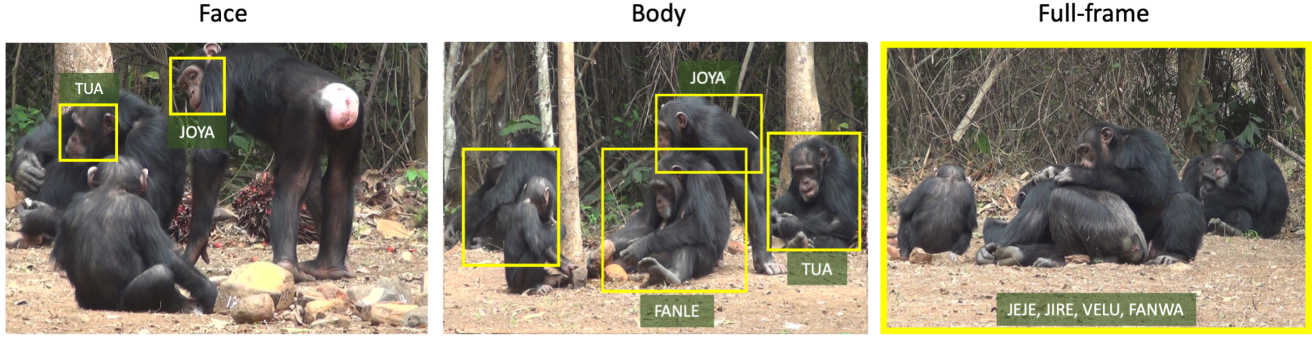 Face
Body
Full-frame
TUA
JOYA
JOYA
TUA
FANLE
JEJE, JIRE, VELU, FANWA